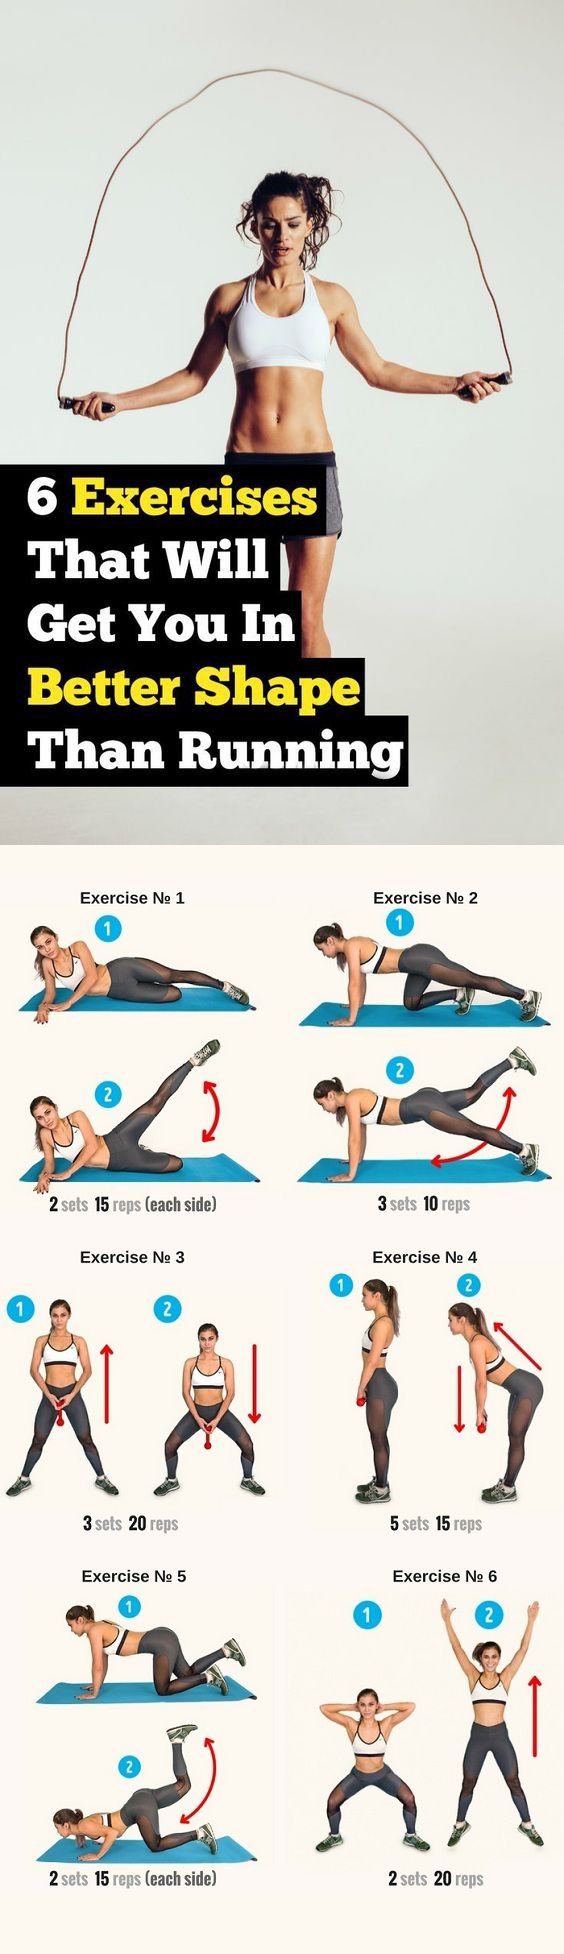 6 Exercises
That Will
Get You In
Better Shape
Than Running
Exercise № 1
1
2
2 sets 15 reps (each side)
Exercise № 2
1
2
3 sets 10 reps
Exercise № 3
1
2
3 sets 20 reps
Exercise № 4
1
2
5 sets 15 reps
Exercise № 5
1
2
2 sets 15 reps (each side)
Exercise № 6
1
2
2 sets 20 reps